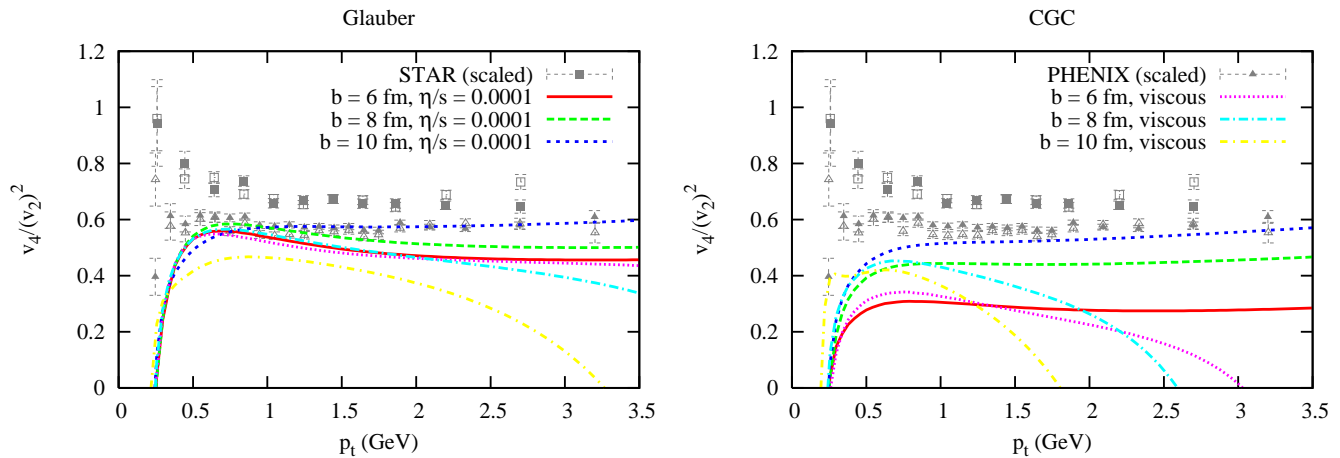 Glauber
1.2
1
0.8
0.6
0.4
0.2
0
v4/(v2)²
STAR (scaled)
b = 6 fm, η/s = 0.0001
b = 8 fm, η/s = 0.0001
b = 10 fm, η/s = 0.0001
0 0.5 1 1.5 2 2.5 3 3.5
pt (GeV)
CGC
1.2
1
0.8
0.6
0.4
0.2
0
v4/(v2)²
PHENIX (scaled)
b = 6 fm, viscous
b = 8 fm, viscous
b = 10 fm, viscous
0 0.5 1 1.5 2 2.5 3 3.5
pt (GeV)